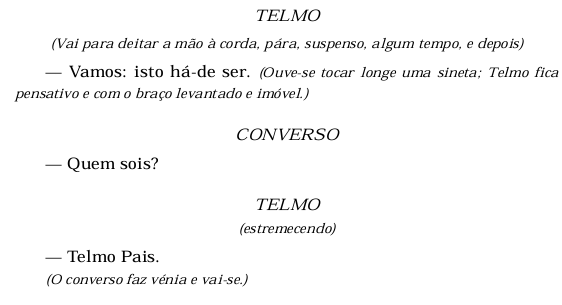 TELMO
(Vai para deitar a mão à corda, pára, suspenso, algum tempo, e depois)
— Vamos: isto há-de ser. (Ouve-se tocar longe uma sineta; Telmo fica
pensativo e com o braço levantado e imóvel.)
CONVERSO
— Quem sois?
TELMO
(estremecendo)
— Telmo Pais.
(O converso faz vénia e vai-se.)